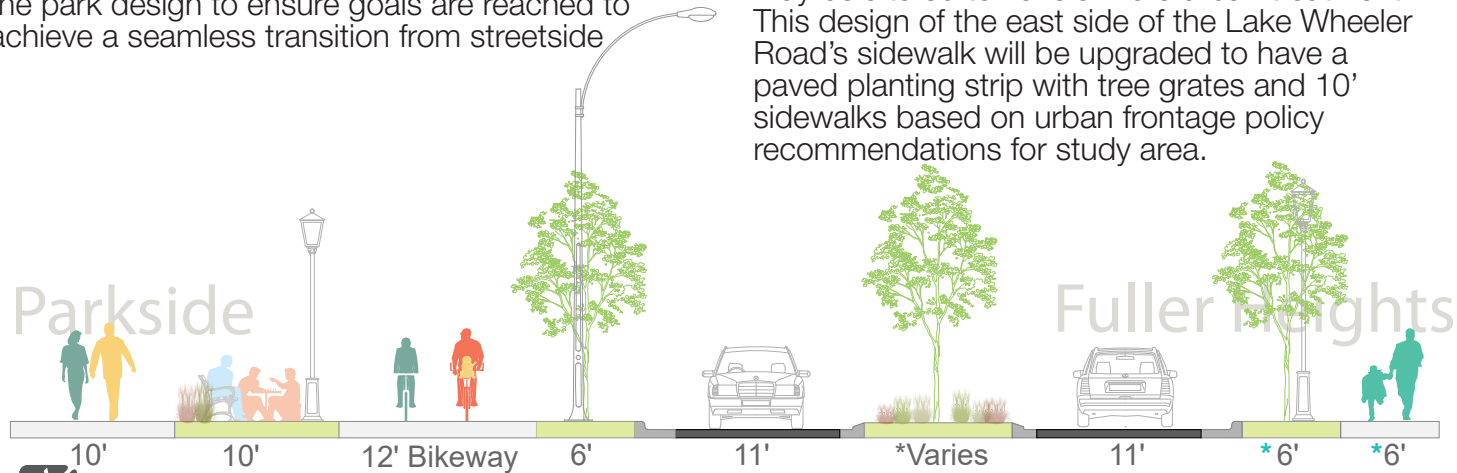 the park design to ensure goals are reached to
achieve a seamless transition from streetside
This design of the east side of the Lake Wheeler
Road's sidewalk will be upgraded to have a
paved planting strip with tree grates and 10'
sidewalks based on urban frontage policy
recommendations for study area.
Parkside
Fuller Heights
10'
10'
12' Bikeway
6'
11'
*Varies
11'
*6'
*6'